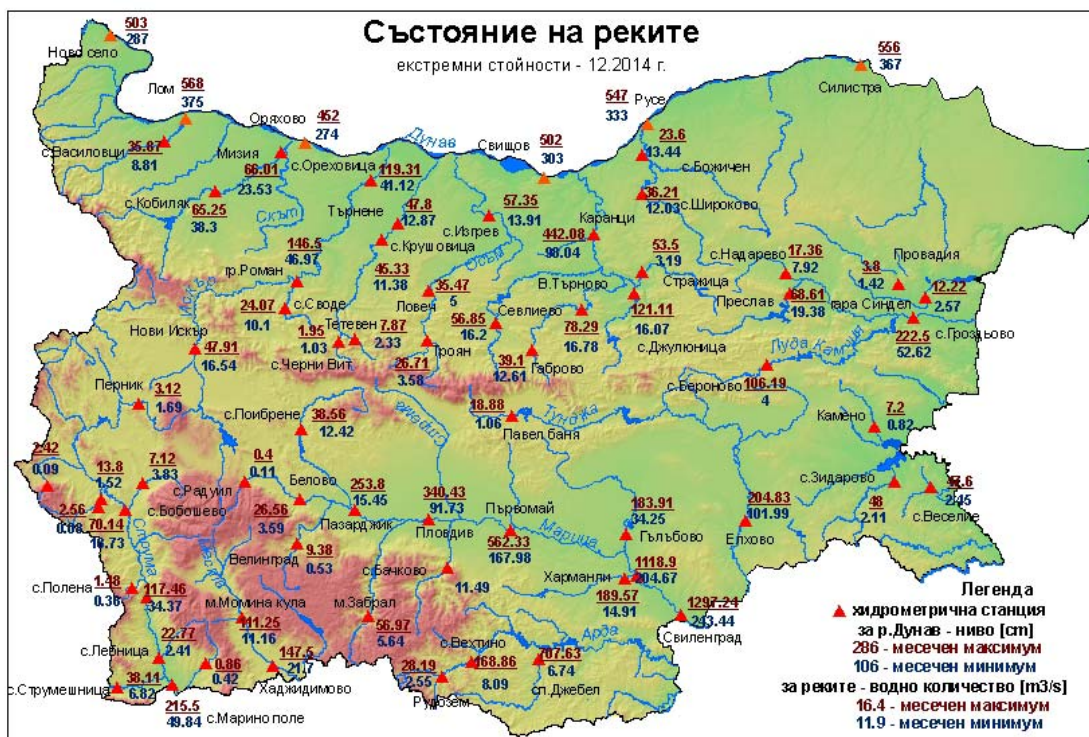 Състояние на реките
екстремни стойности - 12.2014 г.
503
287
Ново село
556
367
Силистра
Лом
568
375
Оряхово
452
274
Дунав
Свищов
502
303
547
Русе
333
с.Василовци
35.87
8.81
Мизия
66.01
23.53
с.Ореховица
119.31
41.12
23.6
13.44
с.Божичен
с.Кобиляк
65.25
38.3
Скът
Търнене
47.8
12.87
с.Крушовица
57.35
13.91
с.Изгрев
36.21
12.03
с.Широково
Каранци
442.08
98.04
146.5
46.97
гр.Роман
45.33
11.38
Осъм
53.5
3.19
Стражица
с.Надарево
17.36
7.92
Провадия
3.8
1.42
12.22
2.57
гара Синдел
Искър
24.07
10.1
с.Своде
Ловеч
35.47
5
В.Търново
121.11
16.07
с.Джулюница
Преслав
68.61
19.38
222.5
52.62
с.Гроздьово
Нови Искър
47.91
16.54
1.95
1.03
с.Черни Вит
Тетевен
7.87
2.33
Троян
26.71
3.58
Севлиево
56.85
16.2
78.29
16.78
39.1
12.61
Габрово
Луда Камчия
с.Бероново
106.19
4
Перник
3.12
1.69
с.Поибрене
38.56
12.42
Стряма
18.88
1.06
Павел баня
Тунджа
Камено
7.2
0.82
2.42
0.09
13.8
1.52
7.12
3.83
с.Радуил
0.4
0.11
Белово
26.56
3.59
253.8
15.45
Пазарджик
340.43
91.73
Пловдив
Първомай
562.33
167.98
Марица
183.91
34.25
Гълъбово
204.83
101.99
Елхово
с.Зидарово
48
2.11
47.6
2.45
с.Веселие
2.56
0.08
70.14
18.73
с.Бобошево
Струма
Места
Велинград
9.38
0.53
с.Бачково
11.49
Харманли
1118.9
204.67
189.57
14.91
1297.24
243.44
Свиленград
с.Полена
1.48
0.38
117.46
34.37
м.Момина кула
111.25
11.16
м.Забрал
56.97
5.64
с.Лебница
22.77
2.41
с.Струмешница
38.11
6.82
0.86
0.42
147.5
21.7
Хаджидимово
215.5
49.84
с.Марино поле
с.Вехтино
168.86
8.09
28.19
2.55
Рудозем
Арда
707.63
6.74
сп.Джебел
Легенда
хидрометрична станция
за р.Дунав - ниво [cm]
286 - месечен максимум
106 - месечен минимум
за реките - водно количество [m3/s]
16.4 - месечен максимум
11.9 - месечен минимум